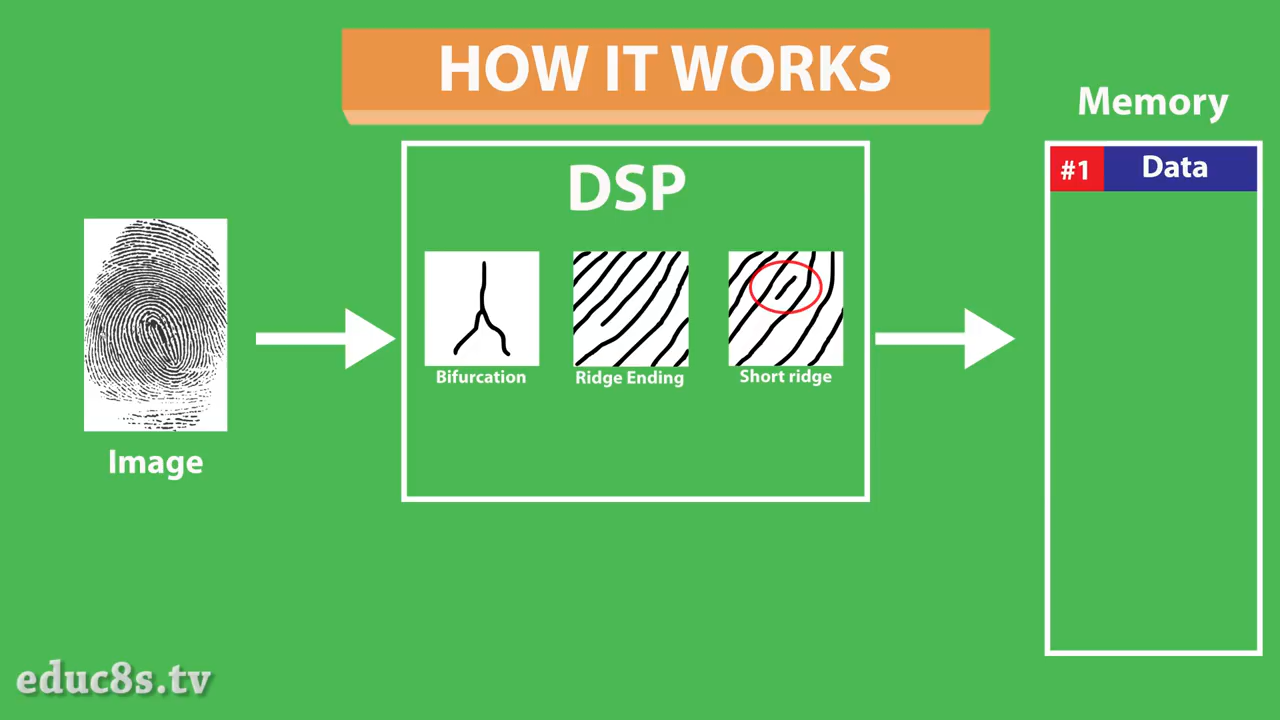 HOW IT WORKS
Memory
DSP
#1 Data
Bifurcation
Ridge Ending
Short ridge
Image
educ8s.tv